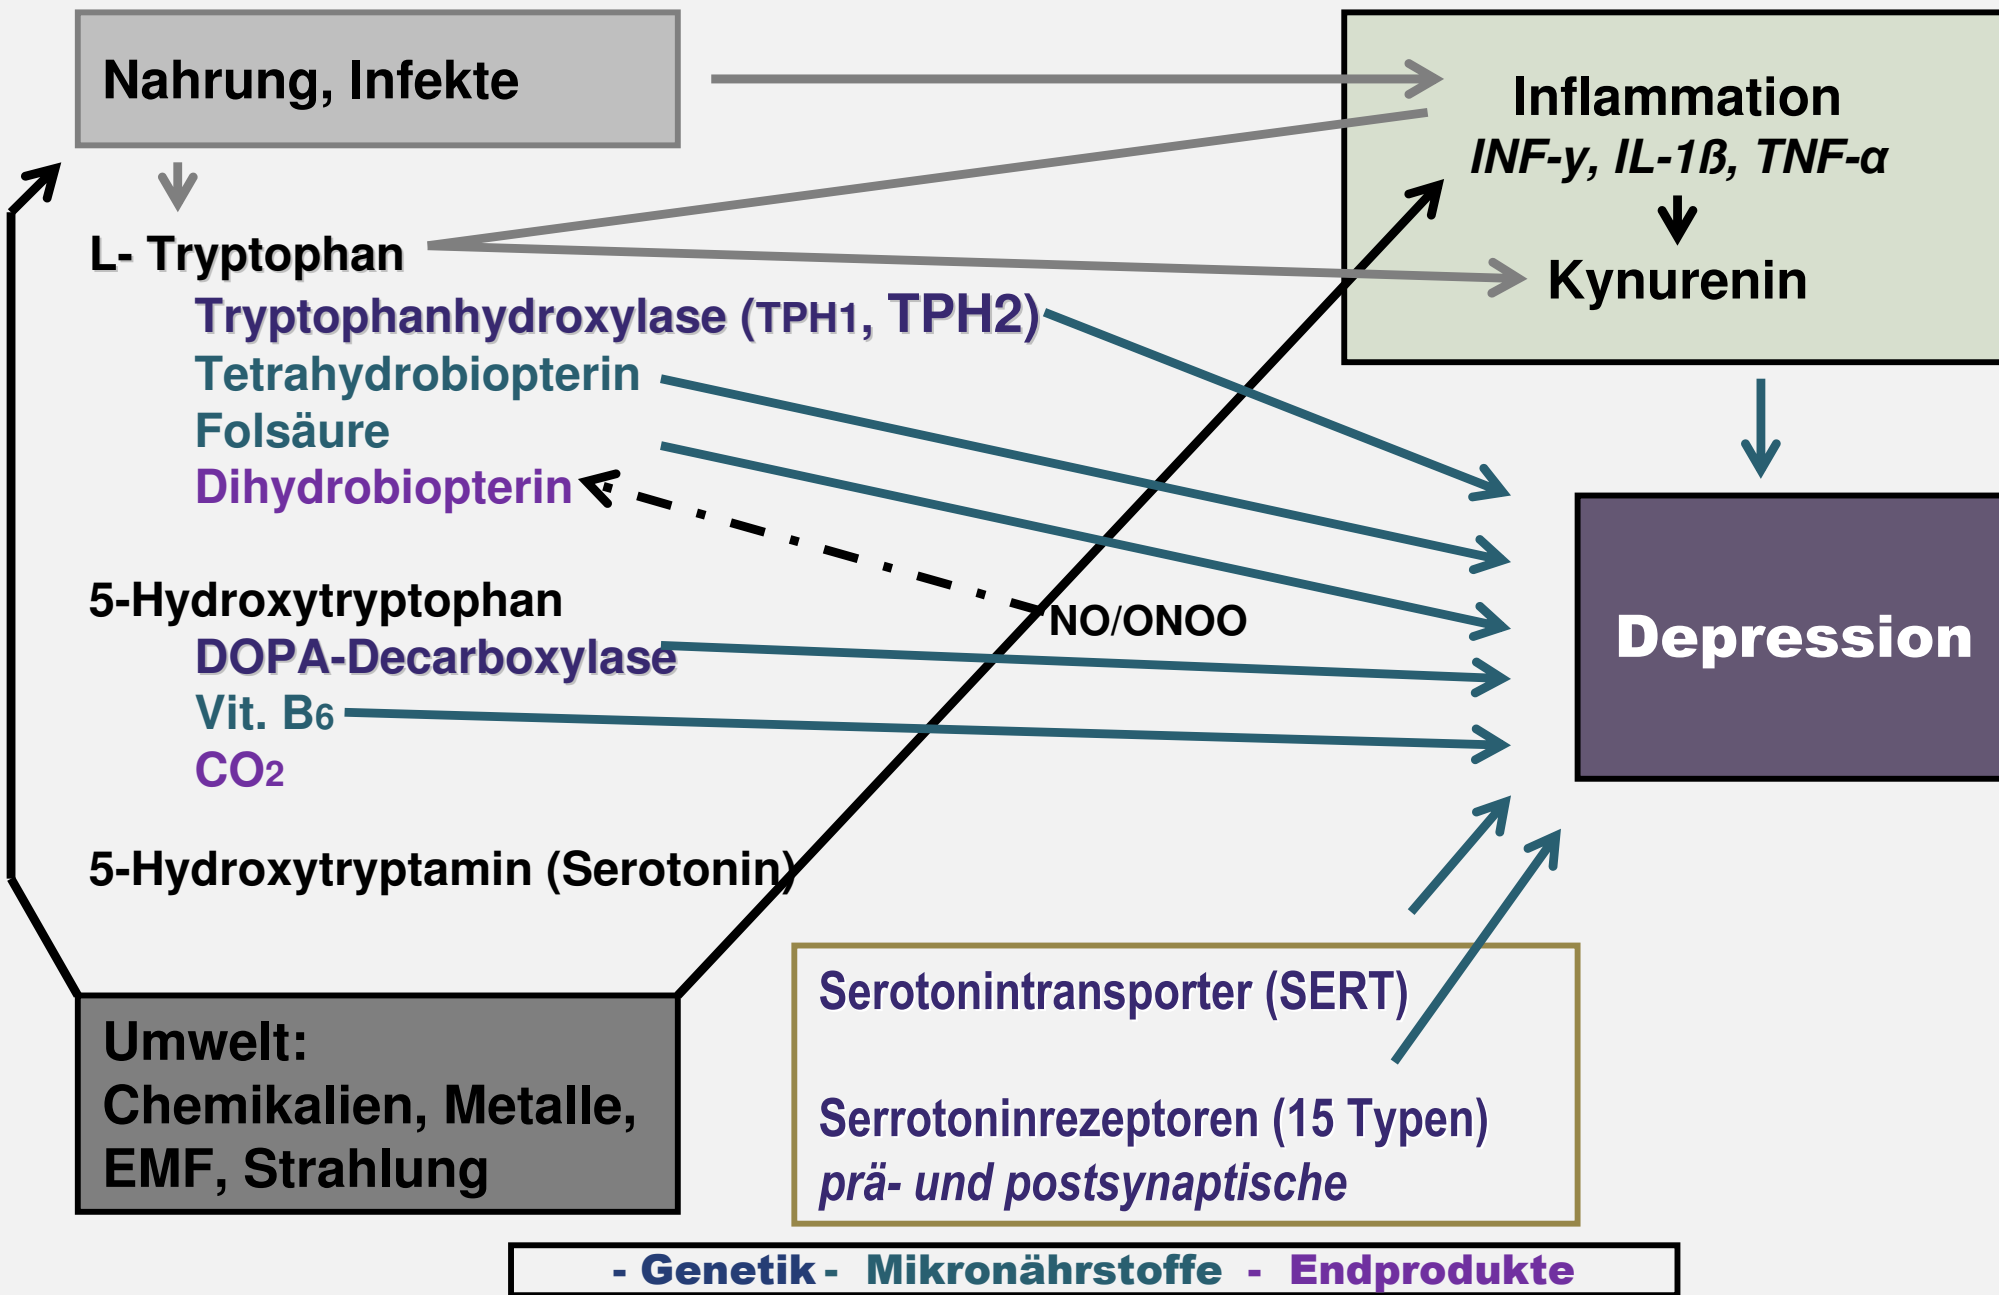 Nahrung, Infekte
Inflammation
INF-y, IL-1ß, TNF-α
Kynurenin
L- Tryptophan
Tryptophanhydroxylase (TPH1, TPH2)
Tetrahydrobiopterin
Folsäure
Dihydrobiopterin
5-Hydroxytryptophan
NO/ONOO
DOPA-Decarboxylase
Vit. B6
CO2
Depression
5-Hydroxytryptamin (Serotonin)
Umwelt:
Chemikalien, Metalle,
EMF, Strahlung
Serotonintransporter (SERT)
Serrotoninrezeptoren (15 Typen)
prä- und postsynaptische
- Genetik - Mikronährstoffe - Endprodukte